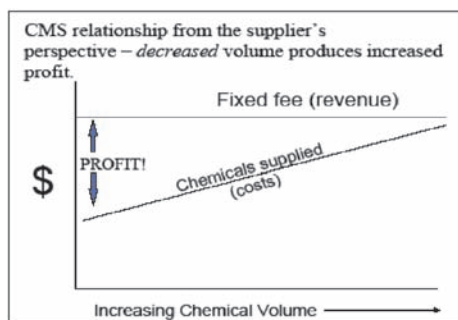 CMS relationship from the supplier's
perspective – decreased volume produces increased
profit.
Fixed fee (revenue)
PROFIT!
$
Chemicals supplied
(costs)
Increasing Chemical Volume